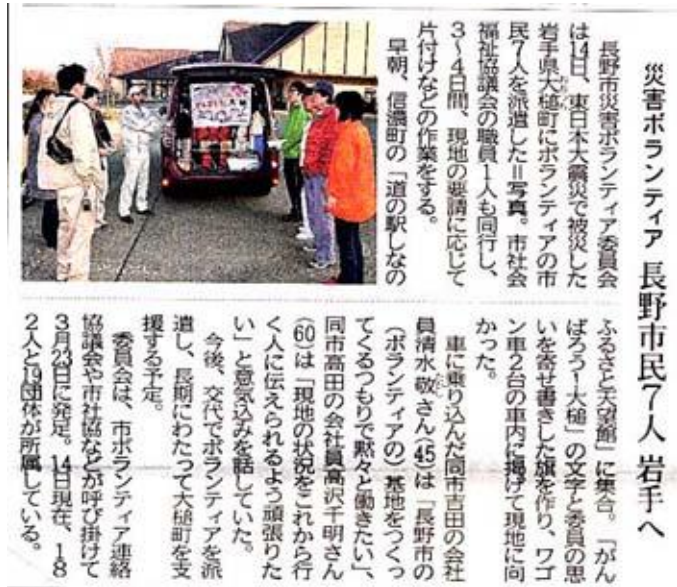 災害ボランティア 長野市民7人 岩手へ
長野市災害ボランティア委員会
は14日、東日本大震災で被災した
岩手県大槌町にボランティアの市
民7人を派遣した=写真。市社会
福祉協議会の職員1人も同行し、
3〜4日間、現地の要請に応じて
片付けなどの作業をする。
早朝、信濃町の「道の駅しなの
ふるさと天望館」に集合。「がん
ばろう!大槌」の文字と委員の思
いを寄せ書きした旗を作り、ワゴ
ン車2台の車内に掲げて現地に向
かった。
車に乗り込んだ同市吉田の会社
員清水敬さん(45)は「長野市の
(ボランティアの)基地をつくっ
てくるつもりで黙々と働きたい」、
同市高田の会社員高沢千明さん
(60)は「現地の状況をこれから行
く人に伝えられるよう頑張りた
い」と意気込みを話していた。
今後、交代でボランティアを派
遣し、長期にわたって大槌町を支
援する予定。
委員会は、市ボランティア連絡
協議会や市社協などが呼び掛けて
3月23日に発足。14日現在、18
2人と19団体が所属している。